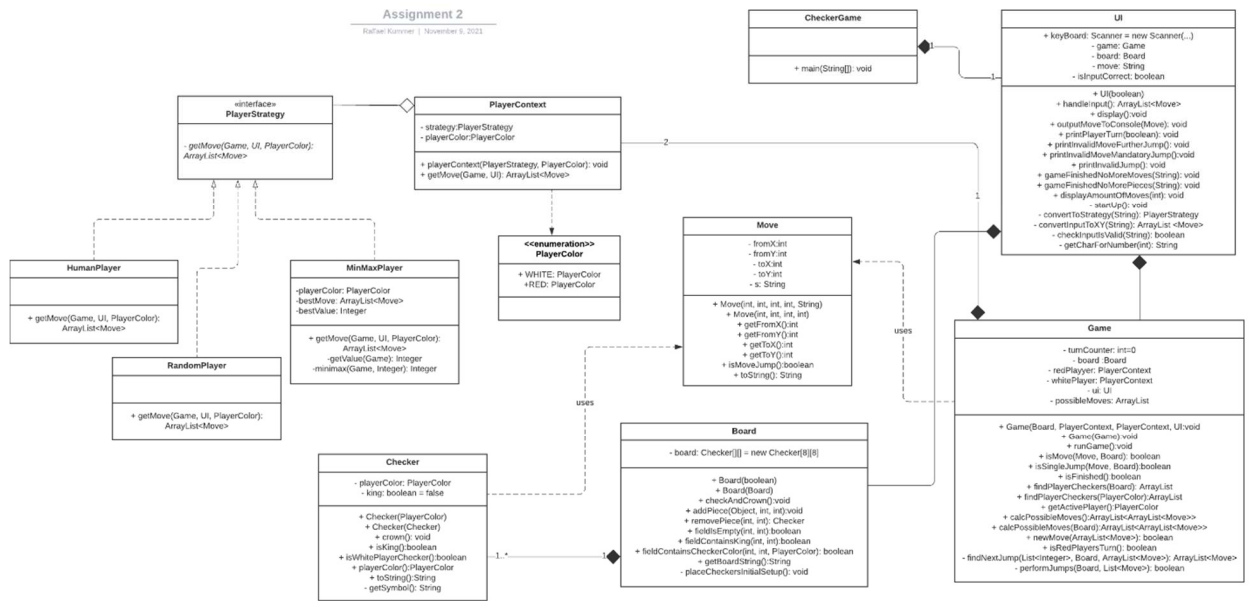 Assignment 2
Rafael Kummer | November 9, 2021
CheckerGame
+ main(String[]): void
1
1
UI
+ keyBoard: Scanner = new Scanner(...)
- game: Game
- board: Board
- move: String
- isInputCorrect: boolean
+ UI(boolean)
+ handleInput(): ArrayList<Move>
+ display():void
+ outputMoveToConsole(Move): void
+ printPlayerTurn(boolean): void
+ printInvalidMoveFurtherJump(): void
+ printInvalidMoveMandatoryJump():void
+ printInvalidJump(): void
+ gameFinishedNoMoreMoves(String): void
+ gameFinishedNoMorePieces(String): void
+ displayAmountOfMoves(int): void
- startUp(): void
- convertToStrategy(String): PlayerStrategy
- convertInputToXY(String): ArrayList <Move>
- checkInputIsValid(String): boolean
- getCharForNumber(int): String
«interface»
PlayerStrategy
- getMove(Game, UI, PlayerColor):
ArrayList<Move>
PlayerContext
- strategy:PlayerStrategy
- playerColor:PlayerColor
+ playerContext(PlayerStrategy, PlayerColor): void
+ getMove(Game, UI): ArrayList<Move>
2
1
<<enumeration>>
PlayerColor
+ WHITE: PlayerColor
+RED: PlayerColor
HumanPlayer
+ getMove(Game, UI, PlayerColor):
ArrayList<Move>
RandomPlayer
+ getMove(Game, UI, PlayerColor):
ArrayList<Move>
MinMaxPlayer
-playerColor: PlayerColor
-bestMove: ArrayList<Move>
-bestValue: Integer
+ getMove(Game, UI, PlayerColor):
ArrayList<Move>
-getValue(Game): Integer
-minimax(Game, Integer): Integer
Move
- fromX:int
- fromY:int
- toX:int
- toY:int
- s: String
+ Move(int, int, int, int, String)
+ Move(int, int, int, int)
+ getFromX():int
+ getFromY():int
+ getToX():int
+ getToY():int
+ isMoveJump():boolean
+ toString(): String
uses
uses
Game
- turnCounter: int=0
- board :Board
- redPlayyer: PlayerContext
- whitePlayer: PlayerContext
- ui: UI
- possibleMoves: ArrayList
+ Game(Board, PlayerContext, PlayerContext, UI:void
+ Game(Game):void
+ runGame(): void
+ isMove(Move, Board): boolean
+ isSingleJump(Move, Board):boolean
+ isFinished(): boolean
+ findPlayerCheckers(Board): ArrayList
+ findPlayerCheckers(PlayerColor):ArrayList
+ getActivePlayer():PlayerColor
+ calcPossibleMoves():ArrayList<ArrayList<Move>>
+ calcPossibleMoves(Board):ArrayList<ArrayList<Move>>
+ newMove(ArrayList<Move>): boolean
+ isRedPlayersTurn(): boolean
- findNextJump(List<Integer>, Board, ArrayList<Move>): ArrayList<Move>
- performJumps(Board, List<Move>): boolean
Checker
- playerColor: PlayerColor
- king: boolean = false
+ Checker(PlayerColor)
+ Checker(Checker)
+ crown(): void
+ isKing():boolean
+ isWhitePlayerChecker():boolean
+ playerColor():PlayerColor
+ toString():String
- getSymbol(): String
1..*
1
Board
- board: Checker[][] = new Checker[8][8]
+ Board(boolean)
+ Board(Board)
+ checkAndCrown():void
+ addPiece(Object, int, int): void
+ removePiece(int, int): Checker
+ fieldIsEmpty(int, int):boolean
+ fieldContainsKing(int, int):boolean
+ fieldContainsCheckerColor(int, int, PlayerColor): boolean
+ getBoardString():String
- placeCheckersInitialSetup(): void